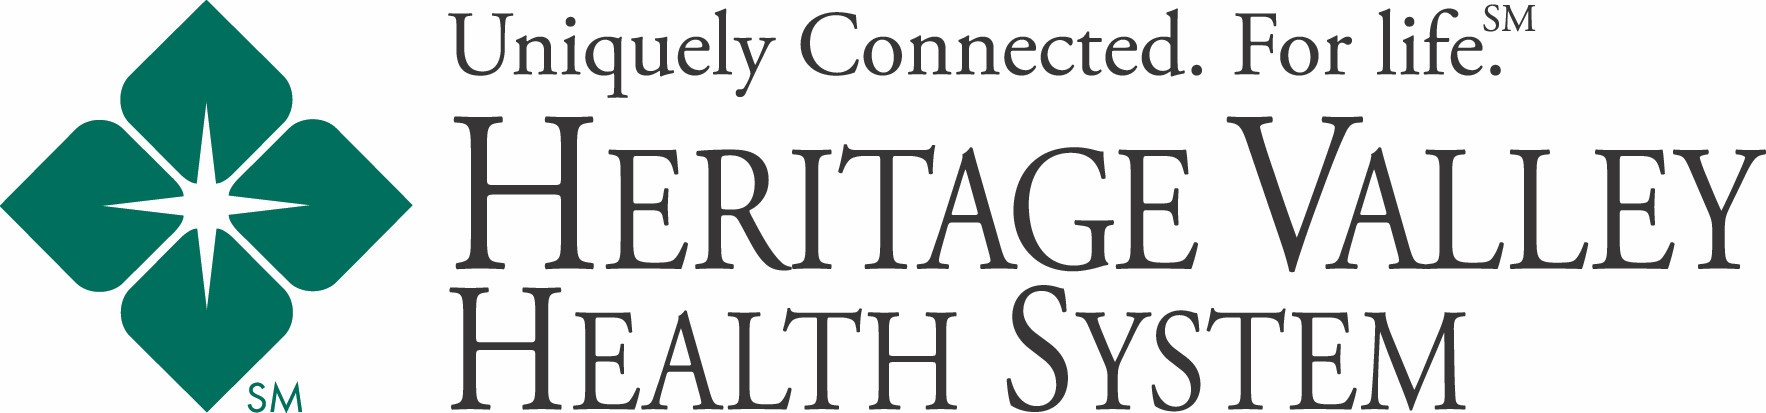 Uniquely Connected. For life.℠
HERITAGE VALLEY
HEALTH SYSTEM
SM